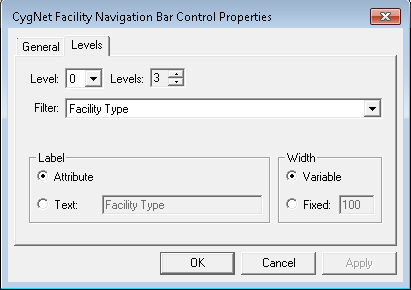 CygNet Facility Navigation Bar Control Properties
General Levels
Level: 0 Levels: 3
Filter: Facility Type
Label Width
Attribute Variable
Text: Facility Type Fixed: 100
OK Cancel Apply